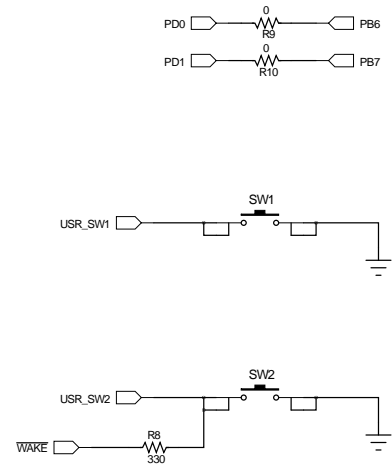 0
PD0 PB6
R9
0
PD1 PB7
R10
SW1
USR_SW1
SW2
USR_SW2
R8
WAKE
330